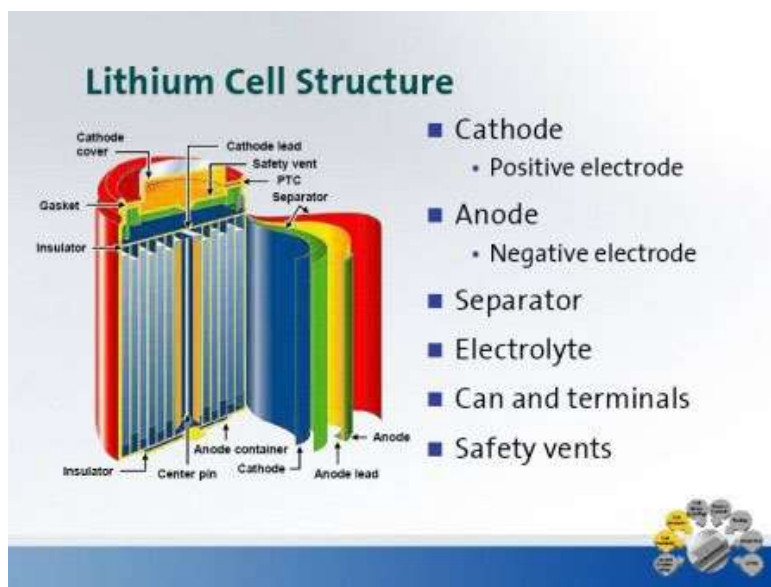 Lithium Cell Structure
Cathode
cover
Cathode lead
Safety vent
PTC
Separator
Gasket
Insulator
Anode
Anode container
Cathode
Insulator
Center pin
Anode lead
■ Cathode
• Positive electrode
■ Anode
• Negative electrode
■ Separator
■ Electrolyte
■ Can and terminals
■ Safety vents